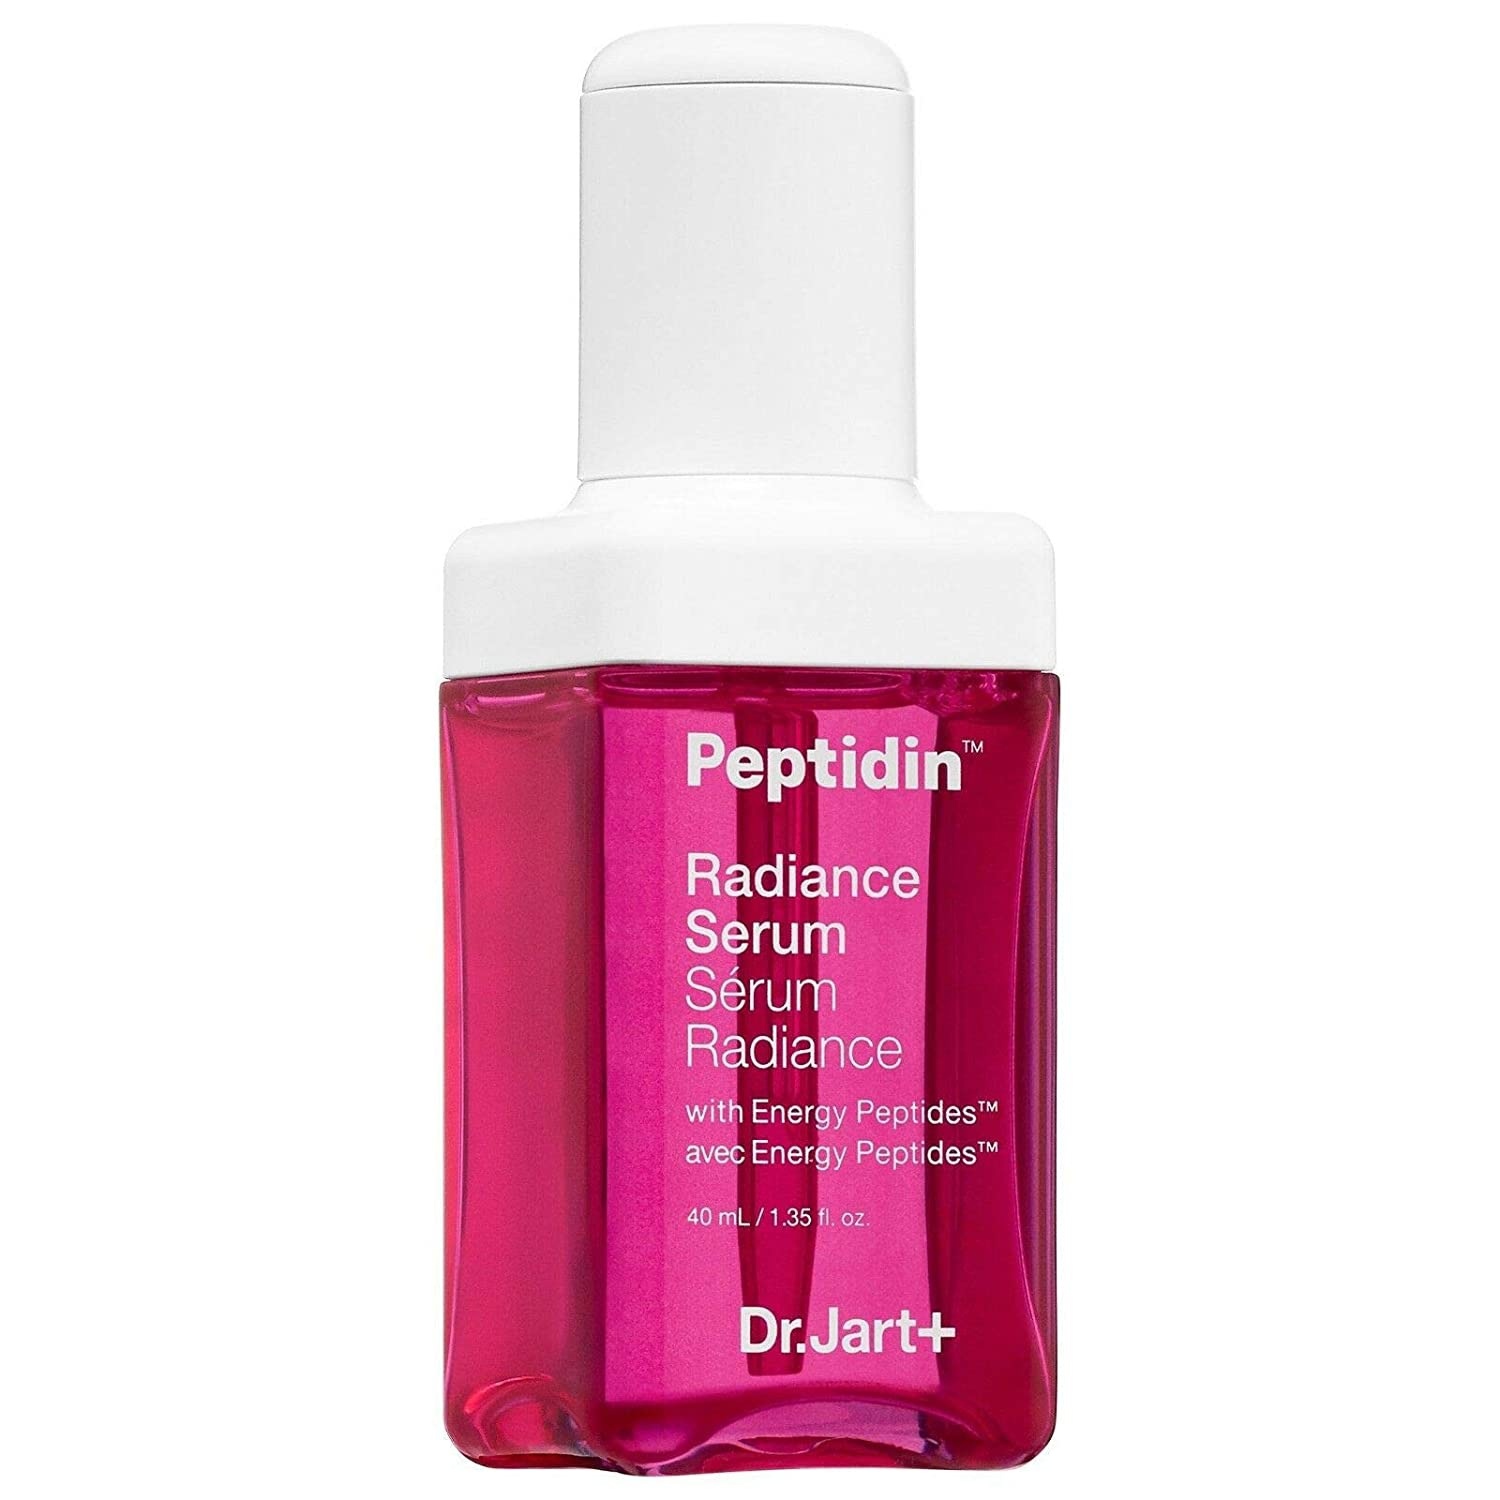 Peptidin™
Radiance
Serum
Sérum
Radiance
with Energy Peptides™
avec Energy Peptides™
40 mL / 1.35 fl. oz.
Dr.Jart+